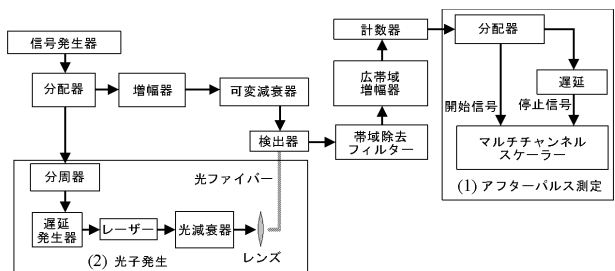 信号発生器
分配器
増幅器
可変減衰器
検出器
帯域除去
フィルター
広帯域
増幅器
計数器
分配器
遅延
開始信号
停止信号
マルチチャンネル
スケーラー
(1) アフターパルス測定
分周器
遅延
発生器
レーザー
光減衰器
レンズ
光ファイバー
(2) 光子発生